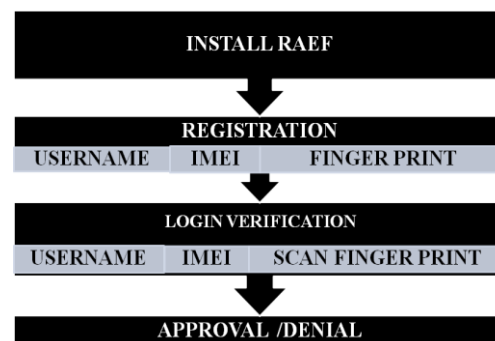 INSTALL RAEF
REGISTRATION
USERNAME IMEI FINGER PRINT
LOGIN VERIFICATION
USERNAME IMEI SCAN FINGER PRINT
APPROVAL /DENIAL